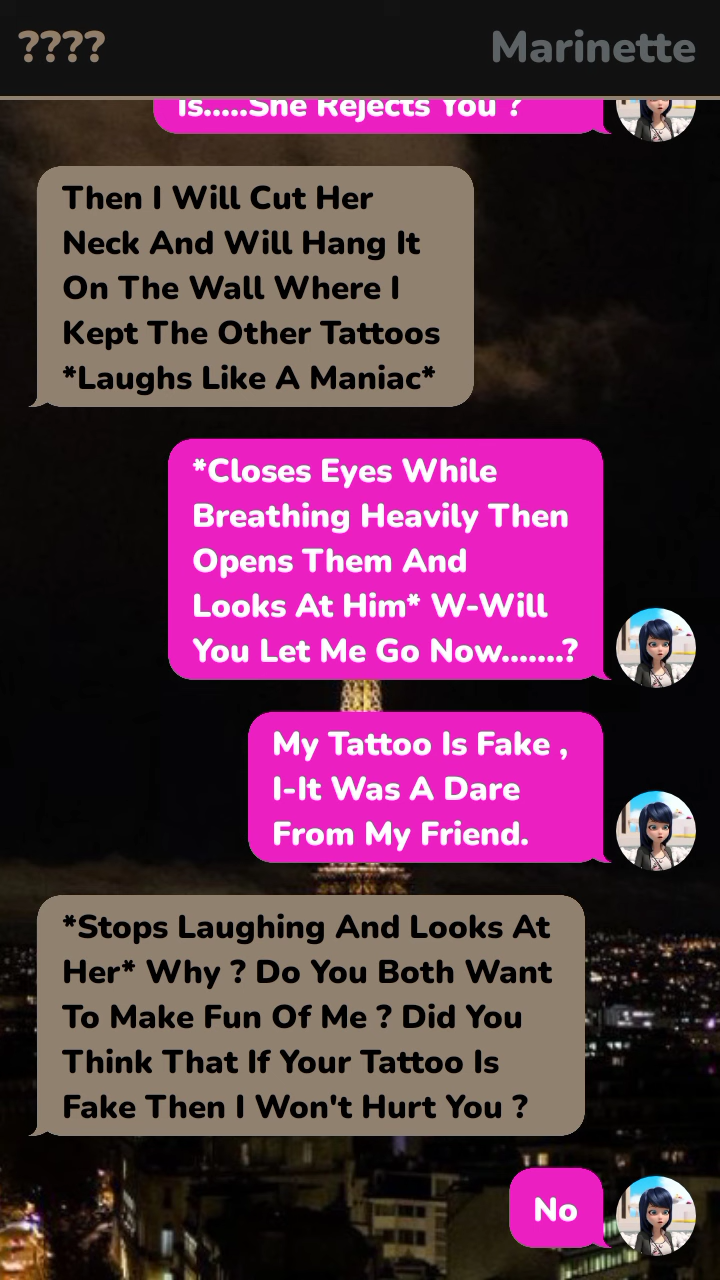 ????
Marinette
Is.....She Rejects You ?
Then I Will Cut Her
Neck And Will Hang It
On The Wall Where I
Kept The Other Tattoos
*Laughs Like A Maniac*
*Closes Eyes While
Breathing Heavily Then
Opens Them And
Looks At Him* W-Will
You Let Me Go Now.......?
My Tattoo Is Fake ,
I-It Was A Dare
From My Friend.
*Stops Laughing And Looks At
Her* Why ? Do You Both Want
To Make Fun Of Me ? Did You
Think That If Your Tattoo Is
Fake Then I Won't Hurt You ?
No